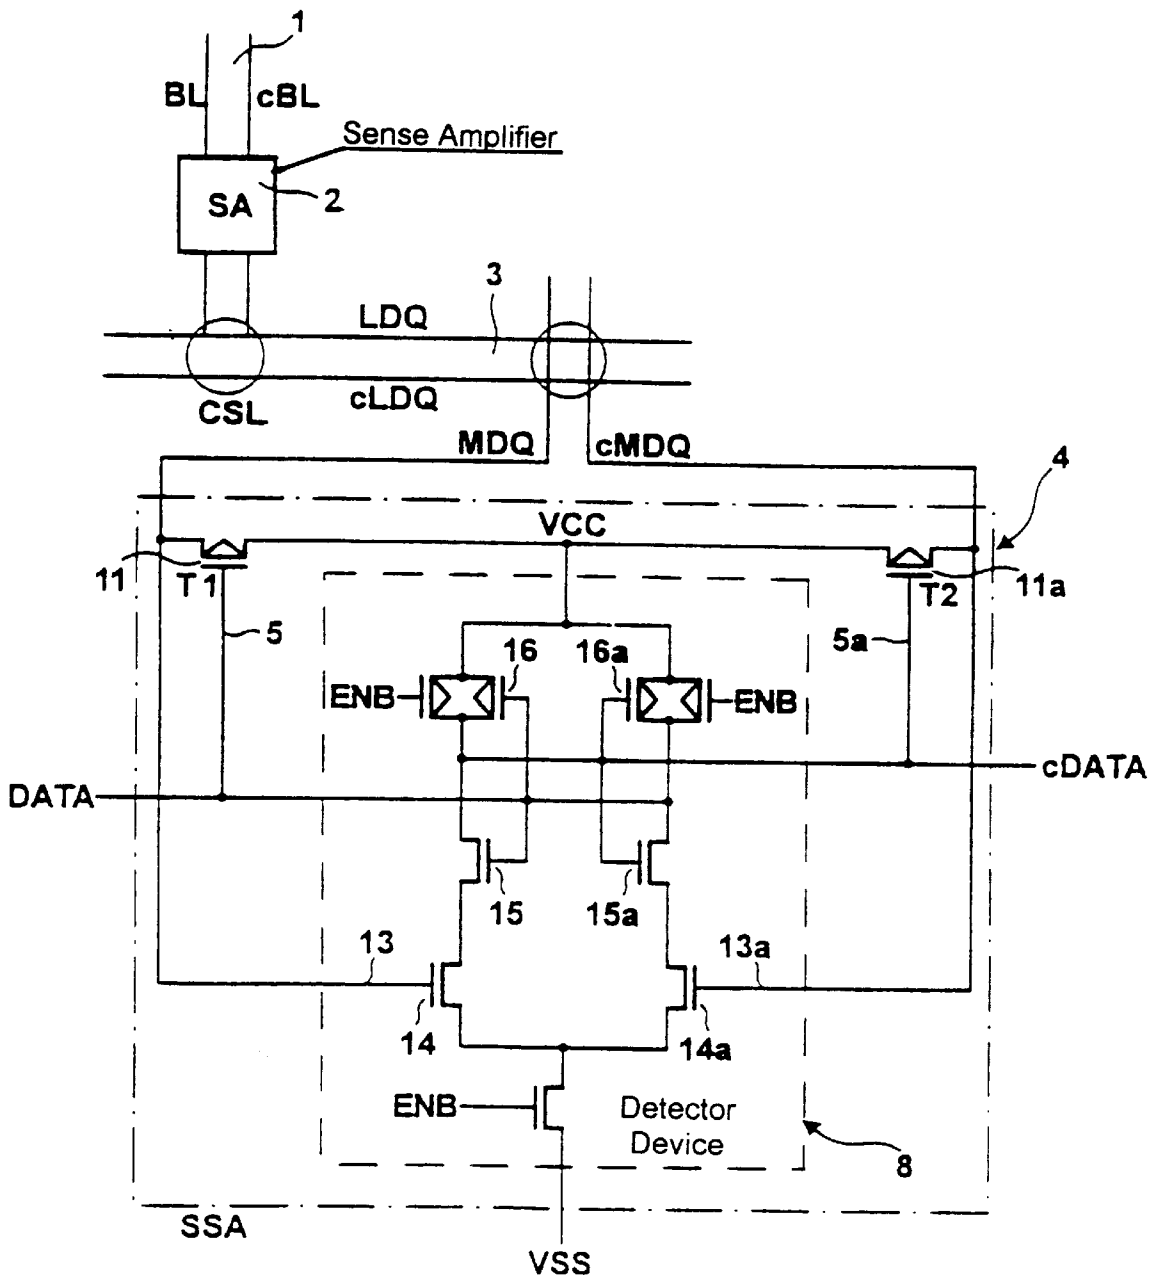 1
BL cBL
Sense Amplifier
SA 2
3
LDQ
cLDQ
CSL
MDQ cMDQ
4
VCC
11 T1 T2 11a
5 5a
16 16a
ENB ENB
cDATA
DATA
15 15a
13 13a
14 14a
ENB
Detector
Device
8
SSA
VSS